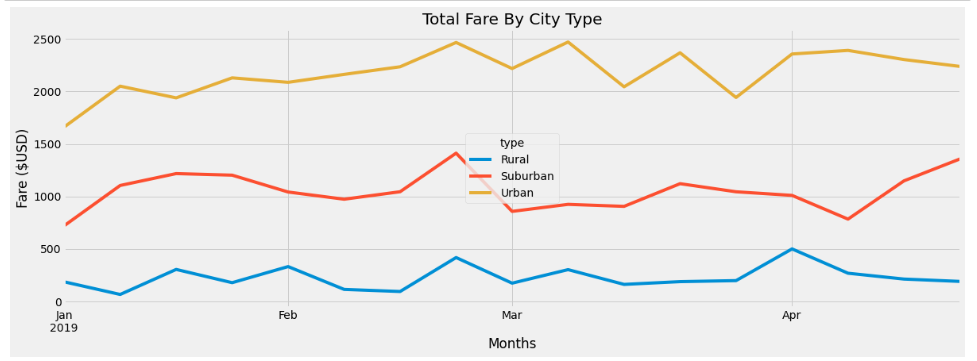 Total Fare By City Type
2500
2000
1500
1000
500
0
Fare ($USD)
type
Rural
Suburban
Urban
Jan
2019
Feb
Mar
Apr
Months